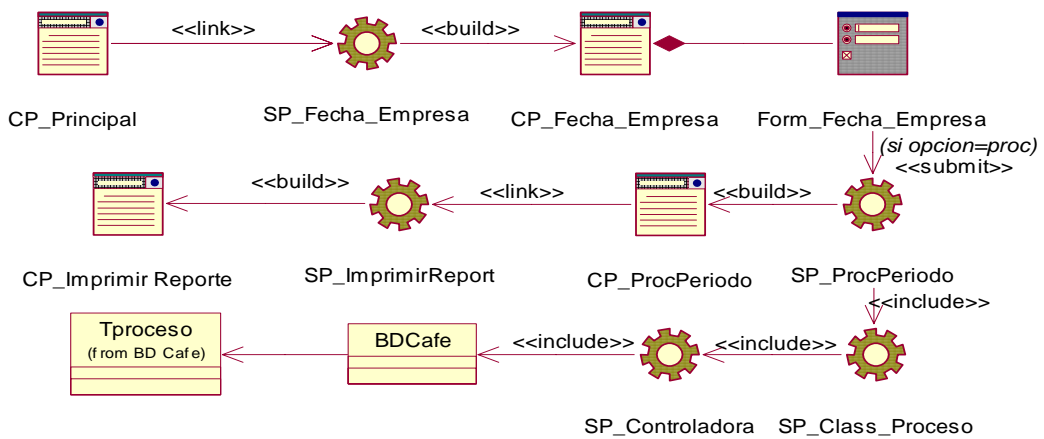 <<link>>
<<build>>
CP_Principal
SP_Fecha_Empresa
CP_Fecha_Empresa
Form_Fecha_Empresa
(si opcion=proc)
<<submit>>
<<build>>
<<link>>
<<build>>
CP_Imprimir Reporte
SP_ImprimirReport
CP_ProcPeriodo
SP_ProcPeriodo
<<include>>
Tproceso
(from BD Cafe)
BDCafe
<<include>>
<<include>>
SP_Controladora
SP_Class_Proceso